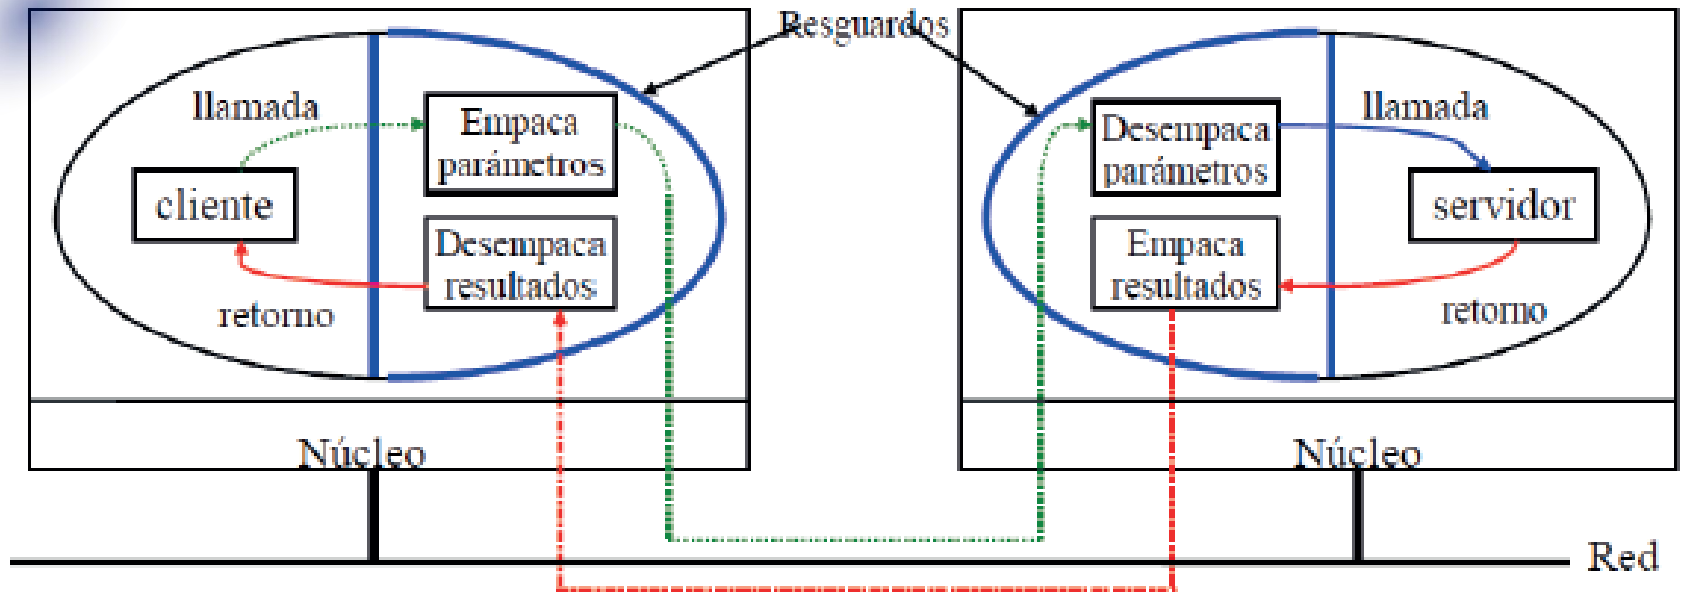 Resguardos
llamada
Empaca
parámetros
cliente
Desempaca
resultados
retorno
Núcleo
Desempaca
parámetros
llamada
servidor
Empaca
resultados
retorno
Núcleo
Red